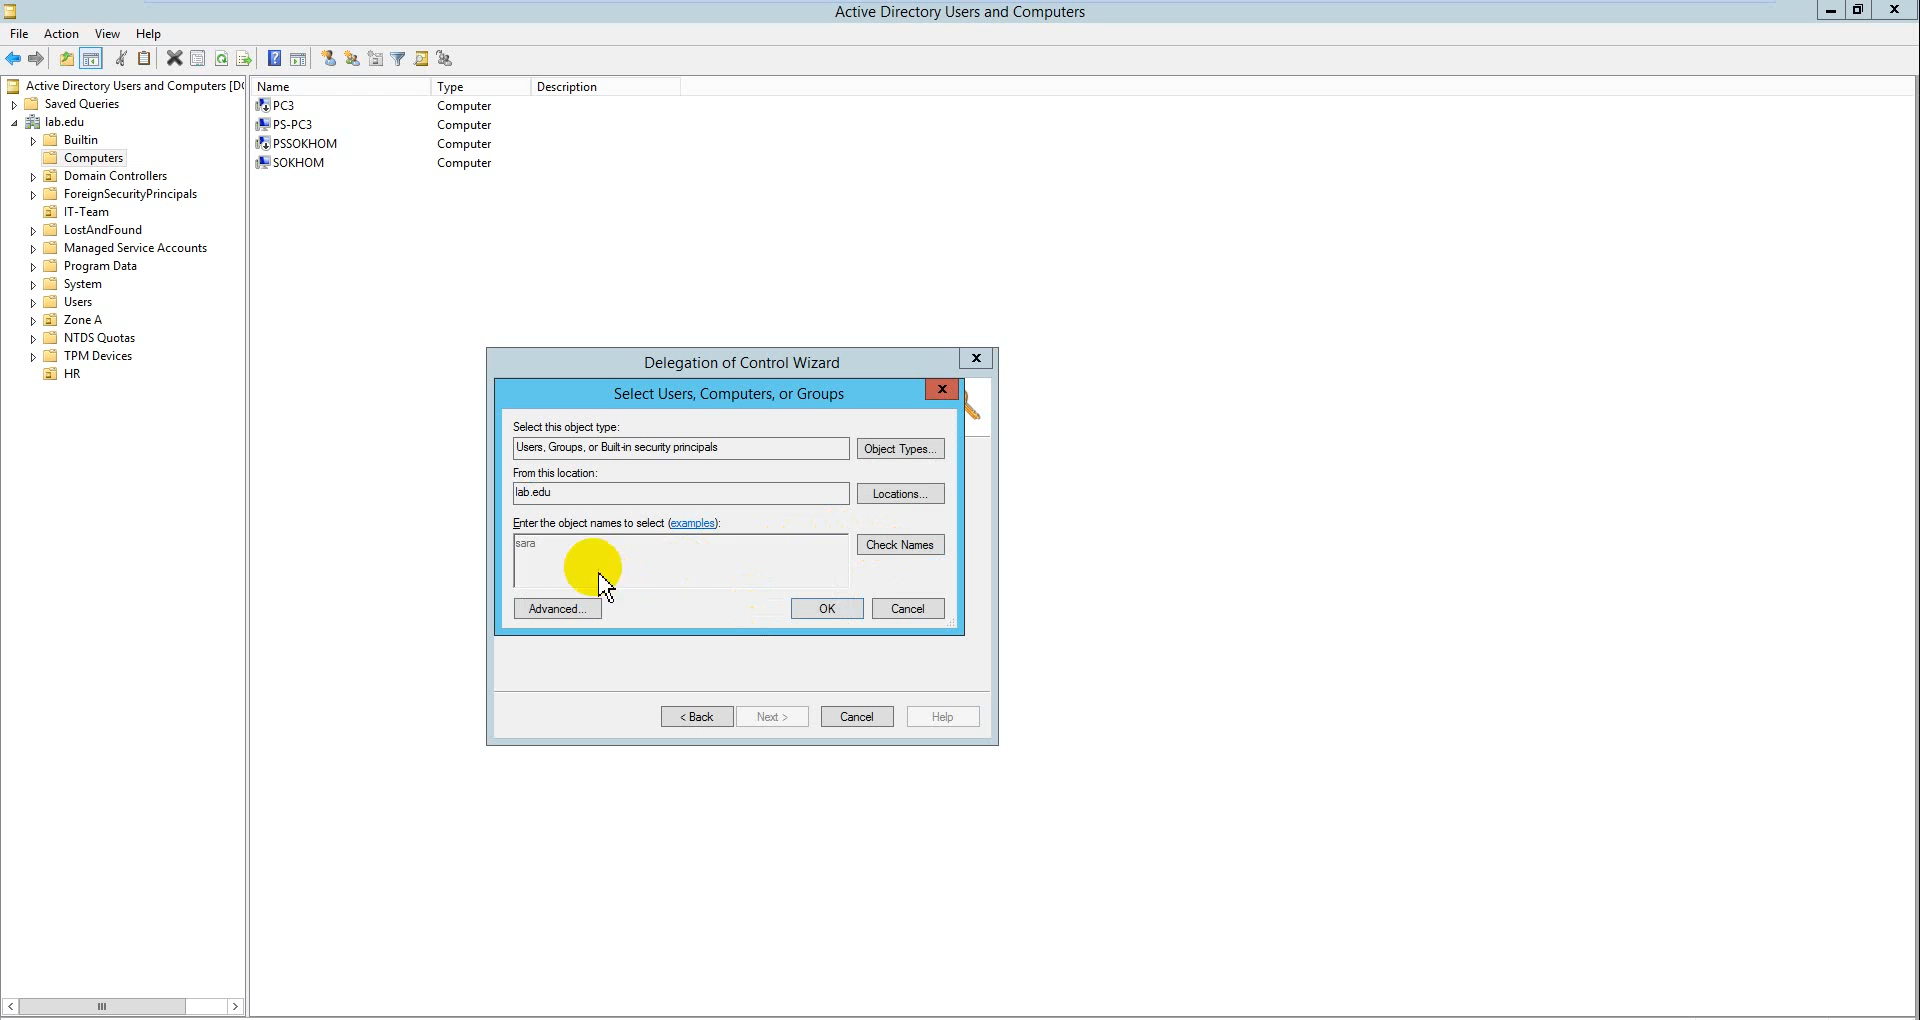 Active Directory Users and Computers
File Action View Help
Active Directory Users and Computers [D
Saved Queries
lab.edu
Builtin
Computers
Domain Controllers
ForeignSecurityPrincipals
IT-Team
LostAndFound
Managed Service Accounts
Program Data
System
Users
Zone A
NTDS Quotas
TPM Devices
HR
Name Type Description
PC3 Computer
PS-PC3 Computer
PSSOKHOM Computer
SOKHOM Computer
Delegation of Control Wizard
Select Users, Computers, or Groups
Select this object type:
Users, Groups, or Built-in security principals Object Types...
From this location:
lab.edu Locations...
Enter the object names to select (examples):
sara Check Names
Advanced... OK Cancel
< Back Next > Cancel Help